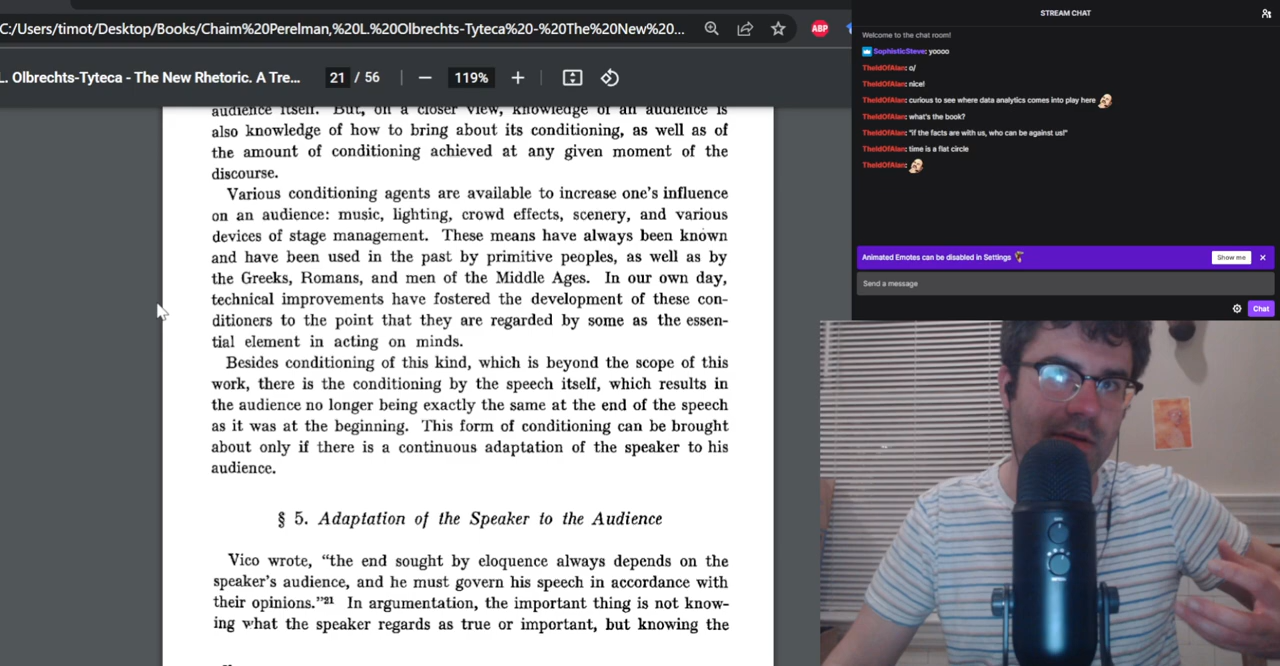 C:/Users/timot/Desktop/Books/Chaim%20Perelman,%20L.%20Olbrechts-Tyteca%20-%20The%20New%20...
ABP
L. Olbrechts-Tyteca - The New Rhetoric. A Tre...
21 / 56
119%
audience itself. But, on a closer view, knowledge of an audience is
also knowledge of how to bring about its conditioning, as well as of
the amount of conditioning achieved at any given moment of the
discourse.
Various conditioning agents are available to increase one's influence
on an audience: music, lighting, crowd effects, scenery, and various
devices of stage management. These means have always been known
and have been used in the past by primitive peoples, as well as by
the Greeks, Romans, and men of the Middle Ages. In our own day,
technical improvements have fostered the development of these con-
ditioners to the point that they are regarded by some as the essen-
tial element in acting on minds.
Besides conditioning of this kind, which is beyond the scope of this
work, there is the conditioning by the speech itself, which results in
the audience no longer being exactly the same at the end of the speech
as it was at the beginning. This form of conditioning can be brought
about only if there is a continuous adaptation of the speaker to his
audience.
§ 5. Adaptation of the Speaker to the Audience
Vico wrote, "the end sought by eloquence always depends on the
speaker's audience, and he must govern his speech in accordance with
their opinions."21 In argumentation, the important thing is not know-
ing what the speaker regards as true or important, but knowing the
STREAM CHAT
Welcome to the chat room!
SophisticSteve: yoooo
TheIdOfAlan: o/
TheIdOfAlan: nice!
TheIdOfAlan: curious to see where data analytics comes into play here
TheIdOfAlan: what's the book?
TheIdOfAlan: "if the facts are with us, who can be against us!"
TheIdOfAlan: time is a flat circle
TheIdOfAlan:
Animated Emotes can be disabled in Settings
Show me
Send a message
Chat